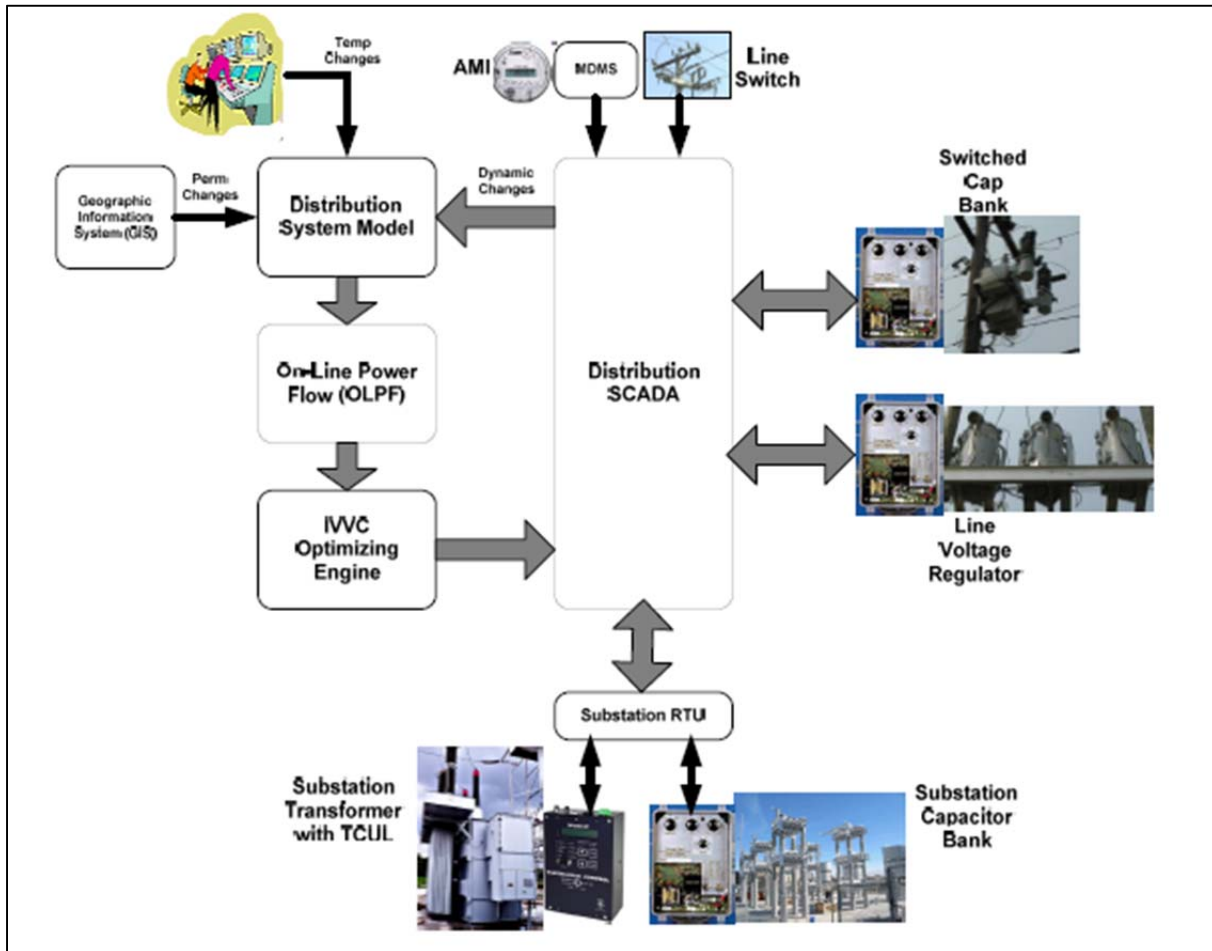 Temp
Changes
AMI
MDMS
Line
Switch
Geographic
Information
System (GIS)
Perm
Changes
Distribution
System Model
Dynamic
Changes
Switched
Cap
Bank
On-Line Power
Flow (OLPF)
Distribution
SCADA
IVVC
Optimizing
Engine
Line
Voltage
Regulator
Substation RTU
Substation
Transformer
with TCUL
Substation
Capacitor
Bank